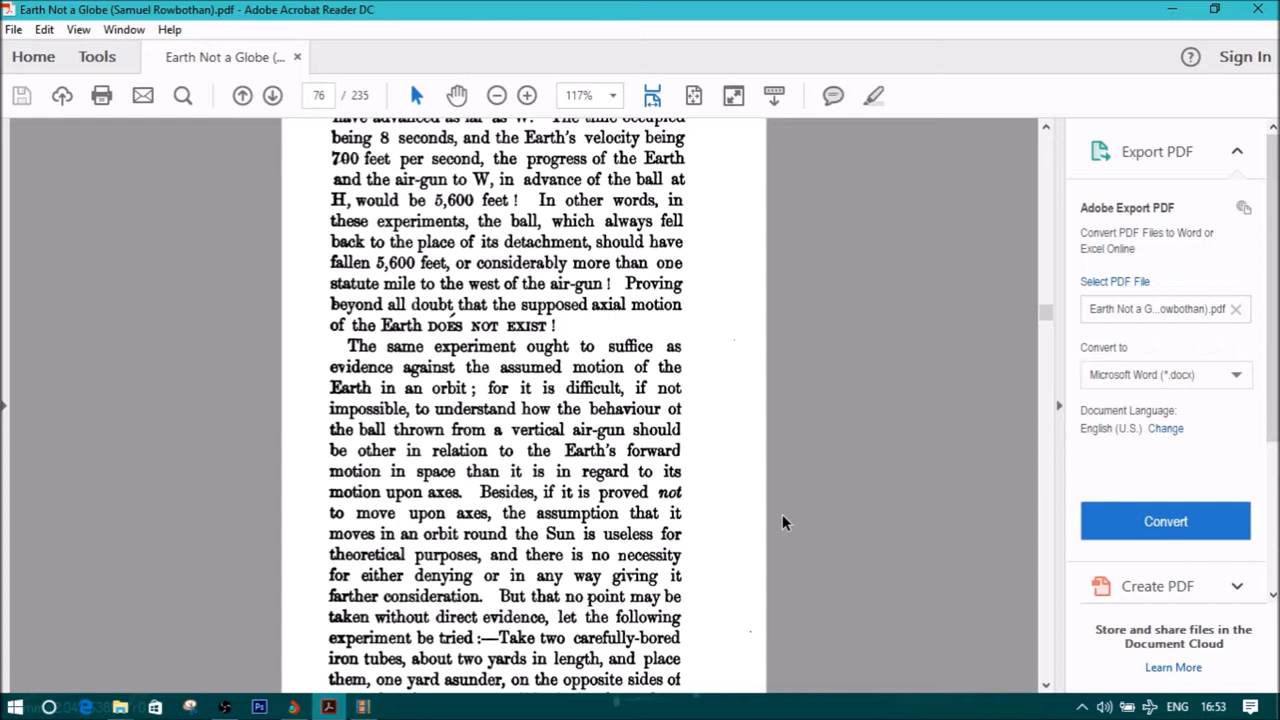 Earth Not a Globe (Samuel Rowbothan).pdf - Adobe Acrobat Reader DC
File Edit View Window Help
Home Tools Earth Not a Globe (... × Sign In
76 / 235 117%
have advanced as far as W. The time occupied
being 8 seconds, and the Earth's velocity being
700 feet per second, the progress of the Earth
and the air-gun to W, in advance of the ball at
H, would be 5,600 feet! In other words, in
these experiments, the ball, which always fell
back to the place of its detachment, should have
fallen 5,600 feet, or considerably more than one
statute mile to the west of the air-gun! Proving
beyond all doubt that the supposed axial motion
of the Earth DOES NOT EXIST!
The same experiment ought to suffice as
evidence against the assumed motion of the
Earth in an orbit; for it is difficult, if not
impossible, to understand how the behaviour of
the ball thrown from a vertical air-gun should
be other in relation to the Earth's forward
motion in space than it is in regard to its
motion upon axes. Besides, if it is proved not
to move upon axes, the assumption that it
moves in an orbit round the Sun is useless for
theoretical purposes, and there is no necessity
for either denying or in any way giving it
farther consideration. But that no point may be
taken without direct evidence, let the following
experiment be tried:—Take two carefully-bored
iron tubes, about two yards in length, and place
them, one yard asunder, on the opposite sides of
Export PDF
Adobe Export PDF
Convert PDF Files to Word or
Excel Online
Select PDF File
Earth Not a G...owbothan).pdf
Convert to
Microsoft Word (*.docx)
Document Language:
English (U.S.) Change
Convert
Create PDF
Store and share files in the
Document Cloud
Learn More
ENG 16:53